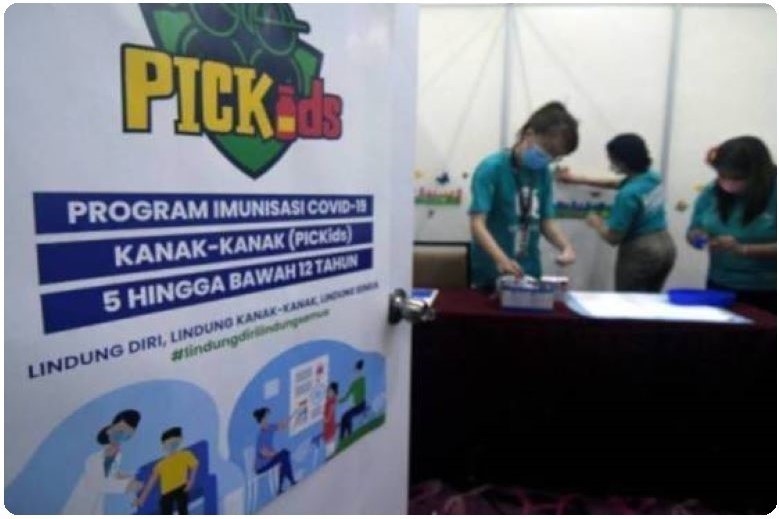 PICKids
PROGRAM IMUNISASI COVID-19
KANAK-KANAK (PICKids)
5 HINGGA BAWAH 12 TAHUN
LINDUNG DIRI, LINDUNG KANAK-KANAK, LINDUNG SEMUA
#lindungdirilindungsemua